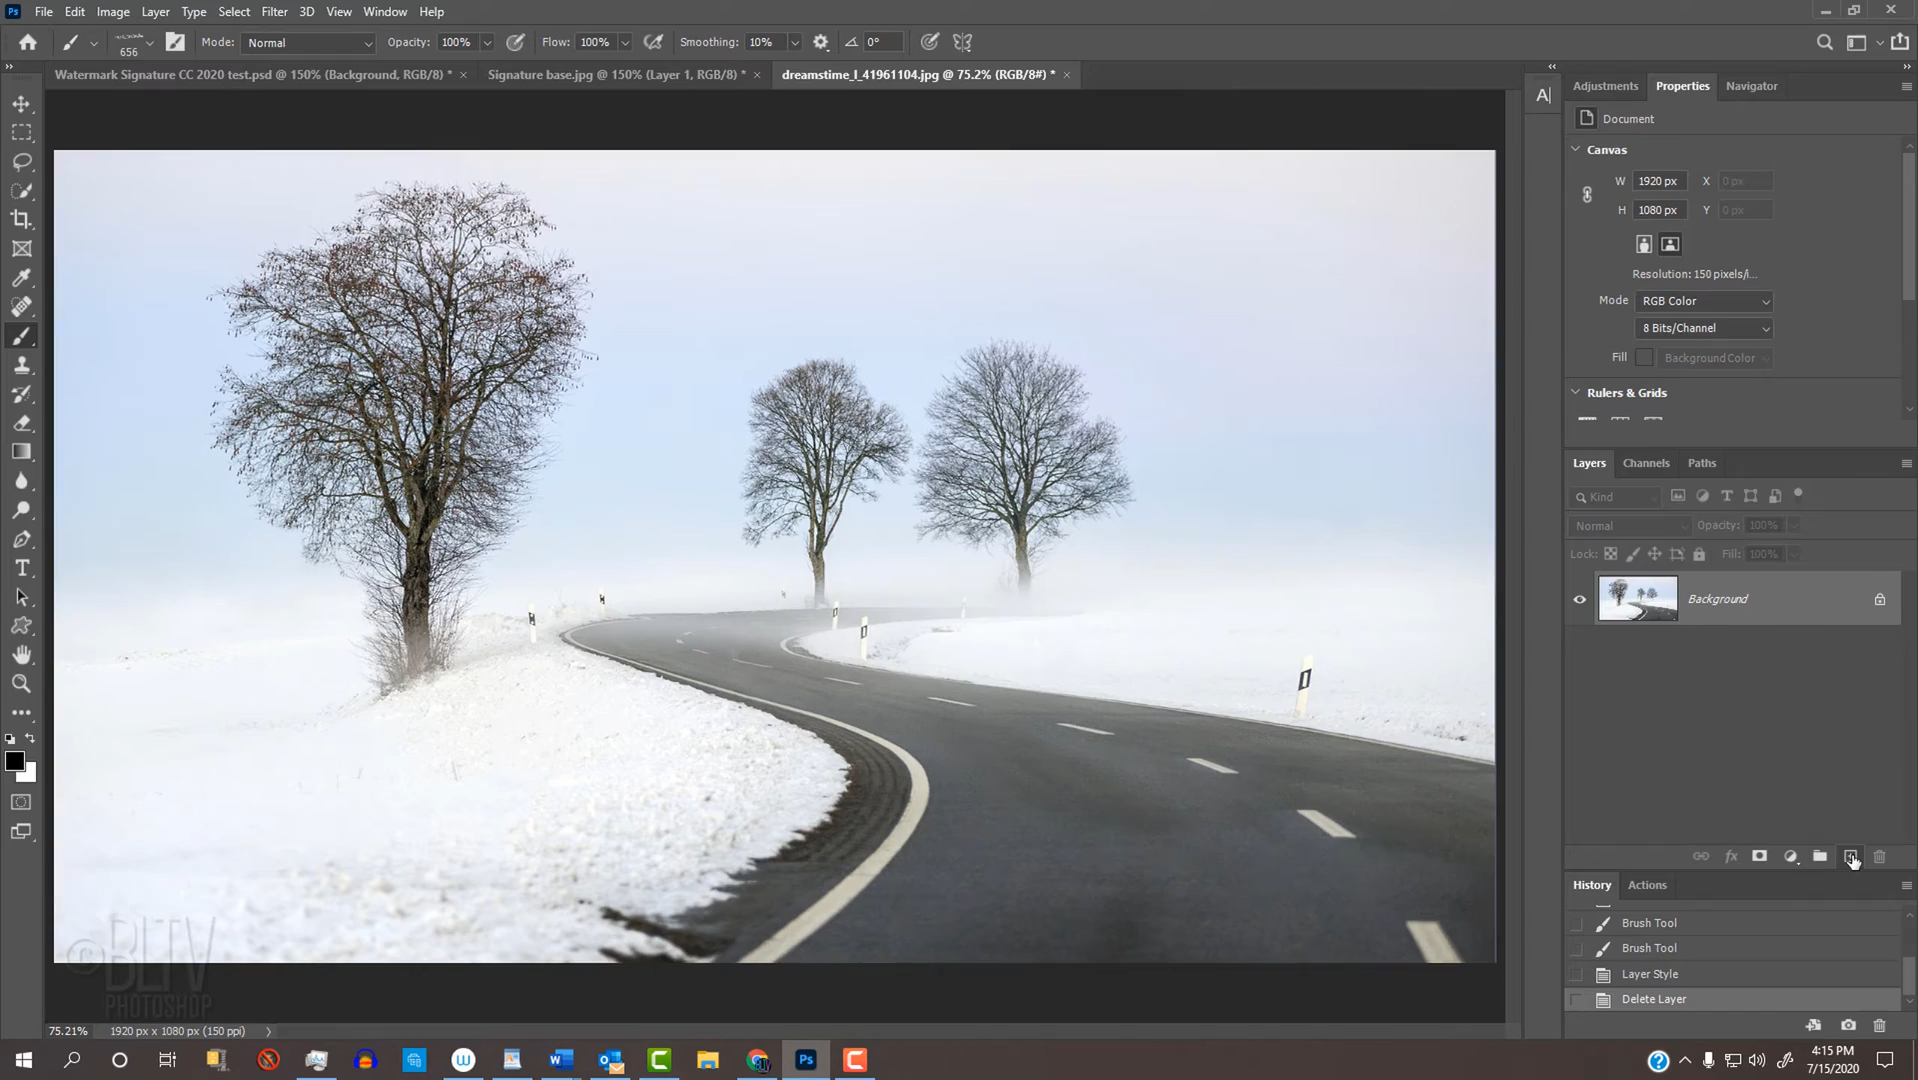 Ps File Edit Image Layer Type Select Filter 3D View Window Help
656 Mode: Normal Opacity: 100% Flow: 100% Smoothing: 10% 0°
Watermark Signature CC 2020 test.psd @ 150% (Background, RGB/8) * × Signature base.jpg @ 150% (Layer 1, RGB/8) * × dreamstime_l_41961104.jpg @ 75.2% (RGB/8#) * ×
A
Adjustments Properties Navigator
Document
Canvas
W 1920 px X 0 px
H 1080 px Y 0 px
Resolution: 150 pixels/i...
Mode RGB Color
8 Bits/Channel
Fill Background Color
Rulers & Grids
Layers Channels Paths
Kind
Normal Opacity: 100%
Lock: Fill: 100%
Background
fx
History Actions
Brush Tool
Brush Tool
Layer Style
Delete Layer
© BLTV
PHOTOSHOP
75.21% 1920 px x 1080 px (150 ppi)
4:15 PM
7/15/2020